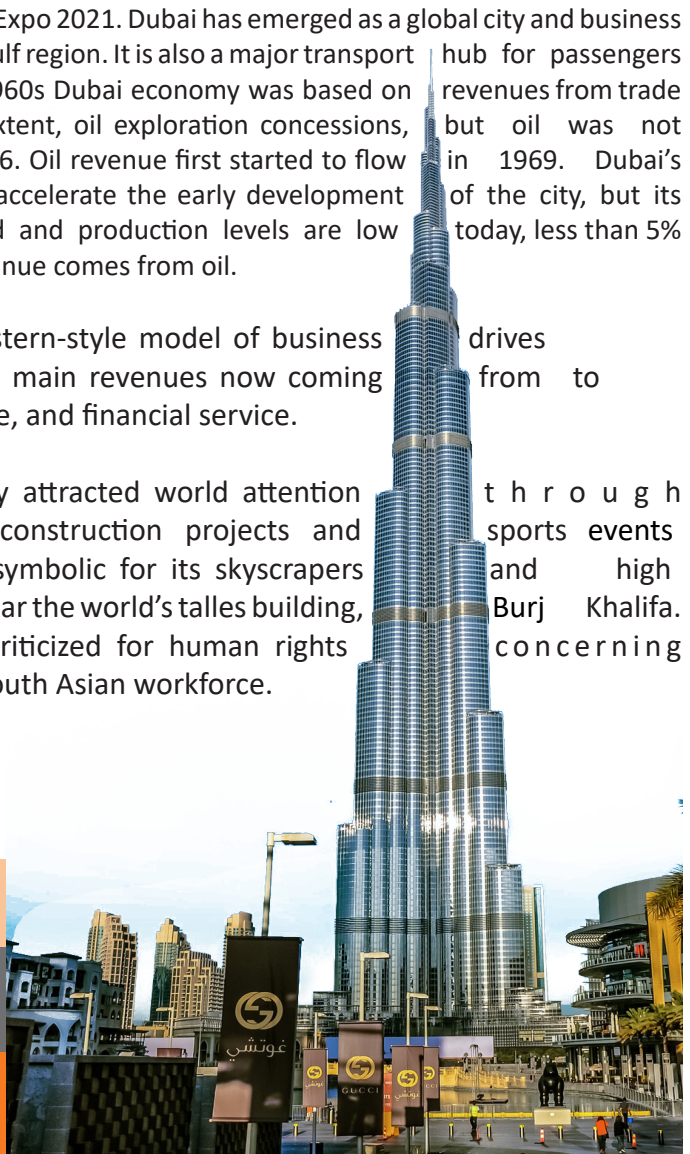 Expo 2021. Dubai has emerged as a global city and business
ulf region. It is also a major transport hub for passengers
960s Dubai economy was based on revenues from trade
xtent, oil exploration concessions, but oil was not
6. Oil revenue first started to flow in 1969. Dubai's
accelerate the early development of the city, but its
d and production levels are low today, less than 5%
nue comes from oil.
stern-style model of business drives
main revenues now coming from to
e, and financial service.
y attracted world attention through
construction projects and sports events
symbolic for its skyscrapers and high
ar the world's talles building, Burj Khalifa.
riticized for human rights concerning
outh Asian workforce.
غوتشي
GUCCI
غوتشي
غوتشي
GUCCI